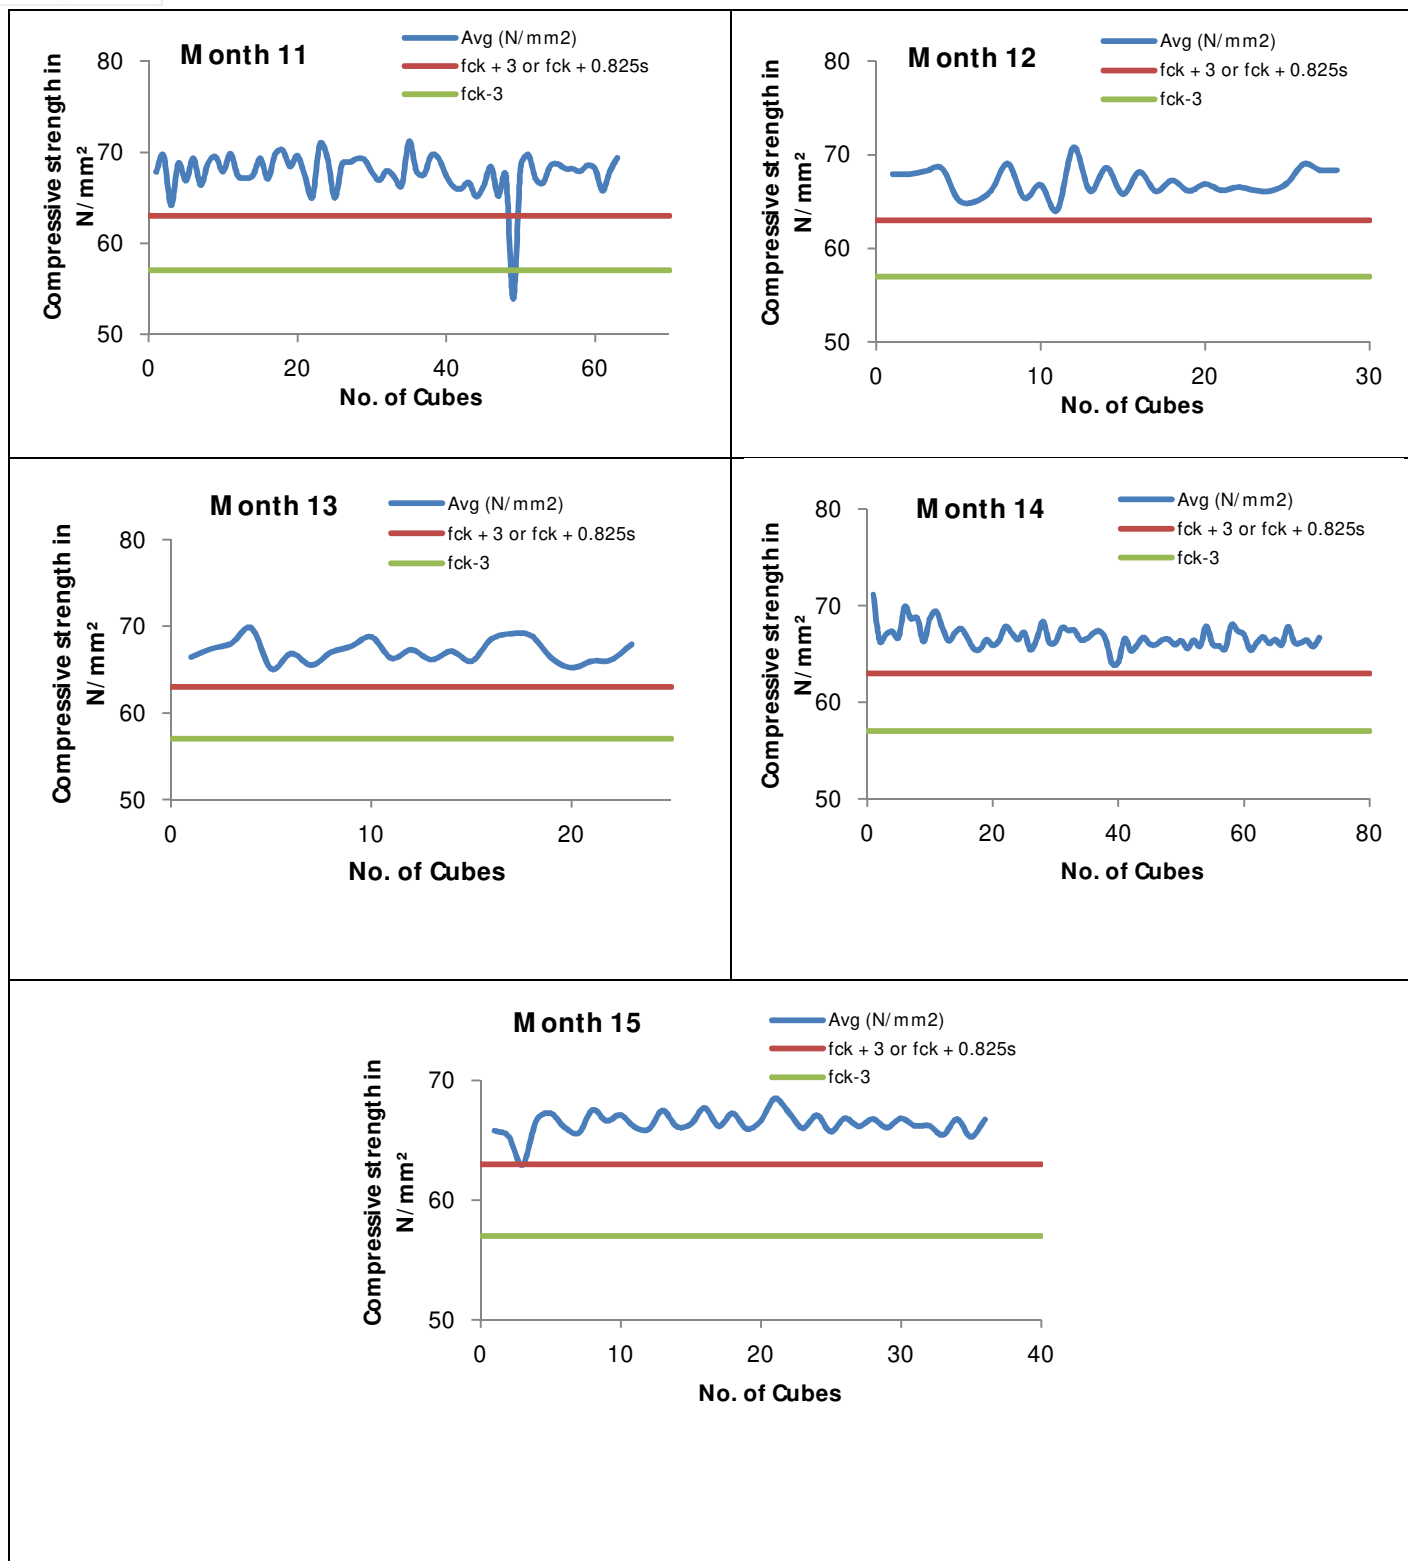 Month 11
Avg (N/mm2)
fck + 3 or fck + 0.825s
fck-3
Compressive strength in
N/mm²
80
70
60
50
0 20 40 60
No. of Cubes
Month 12
Avg (N/mm2)
fck + 3 or fck + 0.825s
fck-3
Compressive strength in
N/mm²
80
70
60
50
0 10 20 30
No. of Cubes
Month 13
Avg (N/mm2)
fck + 3 or fck + 0.825s
fck-3
Compressive strength in
N/mm²
80
70
60
50
0 10 20
No. of Cubes
Month 14
Avg (N/mm2)
fck + 3 or fck + 0.825s
fck-3
Compressive strength in
N/mm²
80
70
60
50
0 20 40 60 80
No. of Cubes
Month 15
Avg (N/mm2)
fck + 3 or fck + 0.825s
fck-3
Compressive strength in
N/mm²
70
60
50
0 10 20 30 40
No. of Cubes